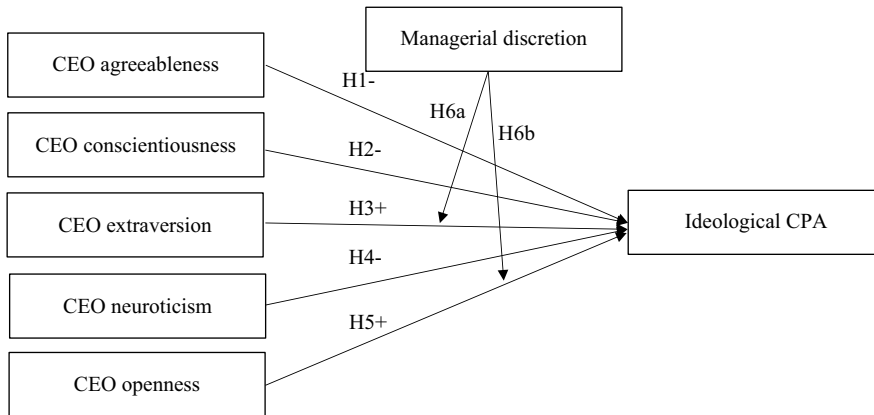 Managerial discretion
CEO agreeableness
H1-
H6a
H6b
CEO conscientiousness
H2-
CEO extraversion
H3+
Ideological CPA
H4-
CEO neuroticism
H5+
CEO openness